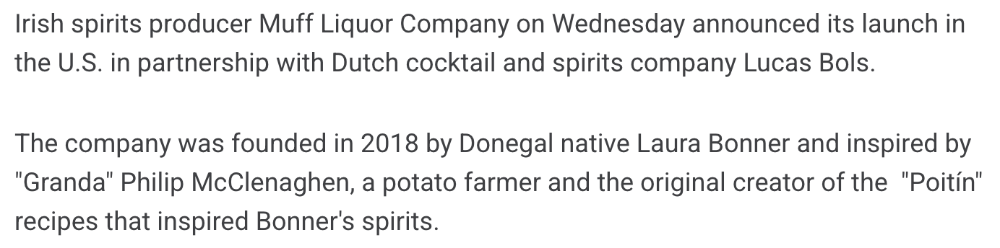 Irish spirits producer Muff Liquor Company on Wednesday announced its launch in
the U.S. in partnership with Dutch cocktail and spirits company Lucas Bols.
The company was founded in 2018 by Donegal native Laura Bonner and inspired by
"Granda" Philip McClenaghen, a potato farmer and the original creator of the  "Poitín"
recipes that inspired Bonner's spirits.